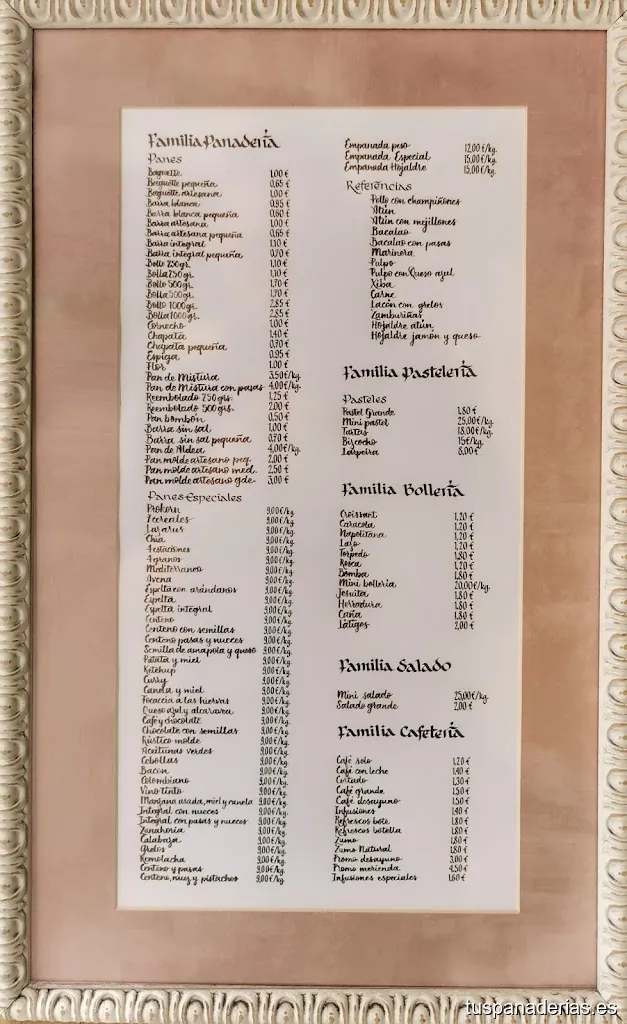 Familia Panadería
Panes
Baguette 1,00 €
Baguette pequeña 0,65 €
Baguette artesana 1,00 €
Barra blanca 0,95 €
Barra blanca pequeña 0,60 €
Barra artesana 1,00 €
Barra artesana pequeña 0,65 €
Barra integral 1,10 €
Barra integral pequeña 0,70 €
Bollo 250 grs. 1,10 €
Bolla 250 grs. 1,10 €
Bollo 500 grs. 1,70 €
Bolla 500 grs. 1,70 €
Bollo 1000 grs. 2,85 €
Bolla 1000 grs. 2,85 €
Cornecho 1,00 €
Chapata 1,40 €
Chapata pequeña 0,70 €
Espiga 0,95 €
Flor 1,00 €
Pan de Mistura 3,50 €/kg.
Pan de Mistura con pasas 4,00 €/kg.
Reembolado 250 grs. 1,25 €
Reembolado 500 grs. 2,00 €
Pan bombón 0,50 €
Barra sin sal 1,00 €
Barra sin sal pequeña 0,70 €
Pan de Aldea 4,00 €/kg.
Pan molde artesano peq. 2,00 €
Pan molde artesano med. 2,50 €
Pan molde artesano gde. 3,00 €
Panes Especiales
Prokorn 9,00 €/kg.
7 cereales 9,00 €/kg.
9,00 €/kg.
Chía 9,00 €/kg.
4 estaciones 9,00 €/kg.
4 granos 9,00 €/kg.
Mediterráneo 9,00 €/kg.
Avena 9,00 €/kg.
Espelta con arándanos 9,00 €/kg.
Espelta 9,00 €/kg.
Espelta integral 9,00 €/kg.
Centeno 9,00 €/kg.
Centeno con semillas 9,00 €/kg.
Centeno pasas y nueces 9,00 €/kg.
Semilla de amapola y queso 9,00 €/kg.
Patata y miel 9,00 €/kg.
Ketchup 9,00 €/kg.
Curry 9,00 €/kg.
Canela y miel 9,00 €/kg.
Focaccia a las hierbas 9,00 €/kg.
Queso azul y alcaravea 9,00 €/kg.
Café y chocolate 9,00 €/kg.
Chocolate con semillas 9,00 €/kg.
Rústico molde 9,00 €/kg.
Aceitunas verdes 9,00 €/kg.
Cebollas 9,00 €/kg.
Bacon 9,00 €/kg.
Colombiano 9,00 €/kg.
Vino tinto 9,00 €/kg.
Manzana asada, miel y canela 9,00 €/kg.
Integral con nueces 9,00 €/kg.
Integral con pasas y nueces 9,00 €/kg.
Zanahoria 9,00 €/kg.
Calabaza 9,00 €/kg.
Grelos 9,00 €/kg.
Remolacha 9,00 €/kg.
Centeno y pasas 9,00 €/kg.
Centeno, nuez y pistachos 9,00 €/kg.
Empanada peso 12,00 €/kg.
Empanada Especial 15,00 €/kg.
Empanada Hojaldre 15,00 €/kg.
Referencias
Pollo con champiñones
Atún
Atún con mejillones
Bacalao
Bacalao con pasas
Marinera
Pulpo
Pulpo con Queso azul
Xiba
Carne
Lacón con grelos
Zamburiñas
Hojaldre atún
Hojaldre jamón y queso
Familia Pastelería
Pasteles
Pastel Grande 1,80 €
Mini pastel 25,00 €/kg.
Tartas 18,00 €/kg.
Bizcocho 15 €/kg.
Larpeira 8,00 €
Familia Bollería
Croissant 1,20 €
Caracola 1,20 €
Napolitana 1,20 €
Lazo 1,20 €
Torpedo 1,80 €
Rosca 1,20 €
Bomba 1,80 €
Mini bollería 20,00 €/kg.
Josuita 1,80 €
Herradura 1,80 €
Caña 1,80 €
Látigos 2,00 €
Familia Salado
Mini salado 25,00 €/kg.
Salado grande 2,00 €
Familia Cafetería
Café solo 1,20 €
Café con leche 1,40 €
Cortado 1,30 €
Café grande 1,50 €
Café desayuno 1,50 €
Infusiones 1,40 €
Refrescos bote 1,80 €
Refrescos botella 1,80 €
Zumo 1,80 €
Zumo Natural 1,80 €
Promo desayuno 3,00 €
Promo merienda 4,50 €
Infusiones especiales 1,60 €
tuspanaderias.es